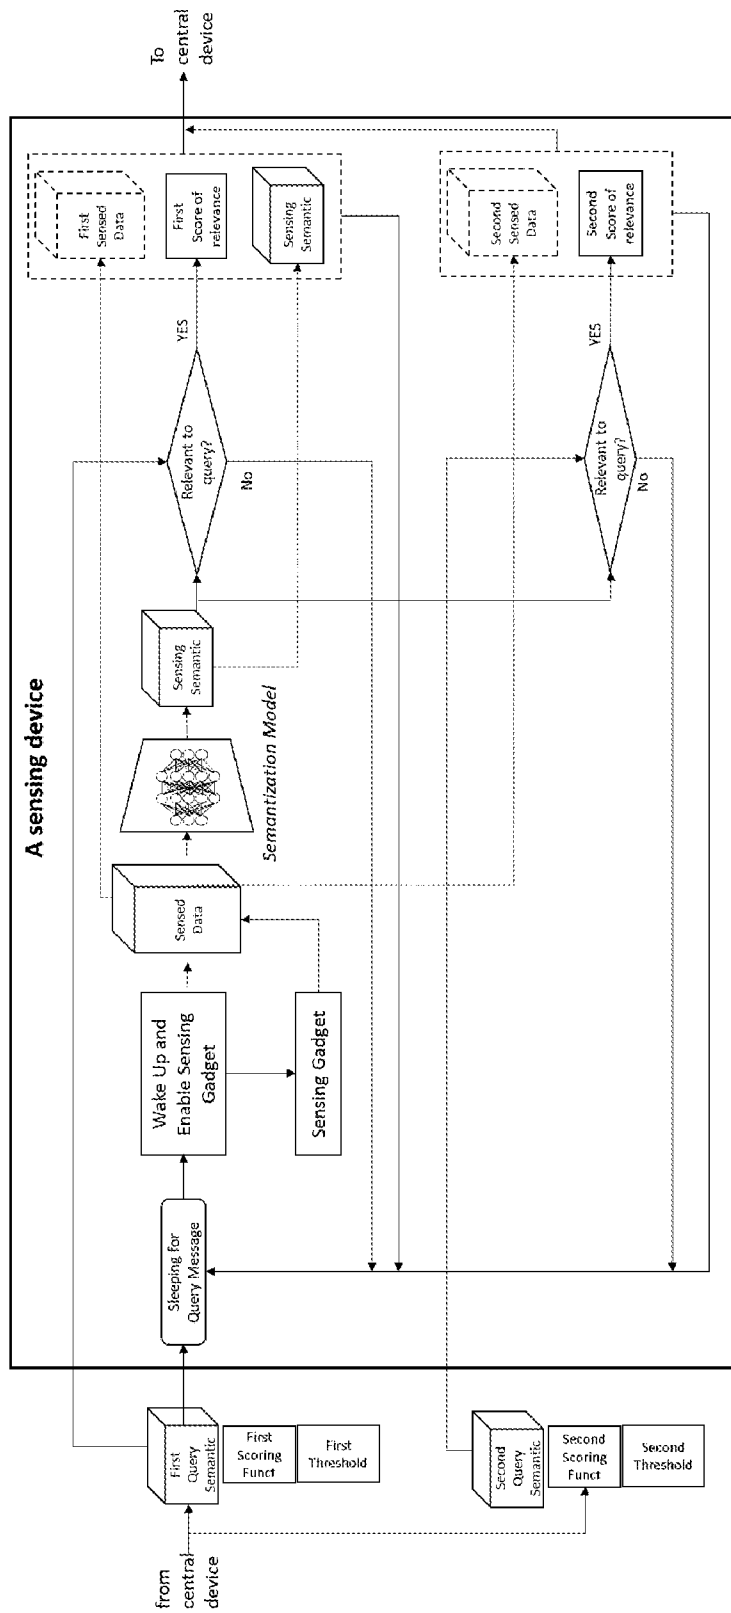 A sensing device
from
central
device
First
Query
Semantic
First
Scoring
Funct
First
Threshold
Second
Query
Semantic
Second
Scoring
Funct
Second
Threshold
Sleeping for
Query Message
Wake Up and
Enable Sensing
Gadget
Sensing Gadget
Sensed
Data
Semantization Model
Sensing
Semantic
Relevant to
query?
YES
No
First
Sensed
Data
First
Score of
relevance
Sensing
Semantic
To
central
device
Relevant to
query?
YES
No
Second
Sensed
Data
Second
Score of
relevance